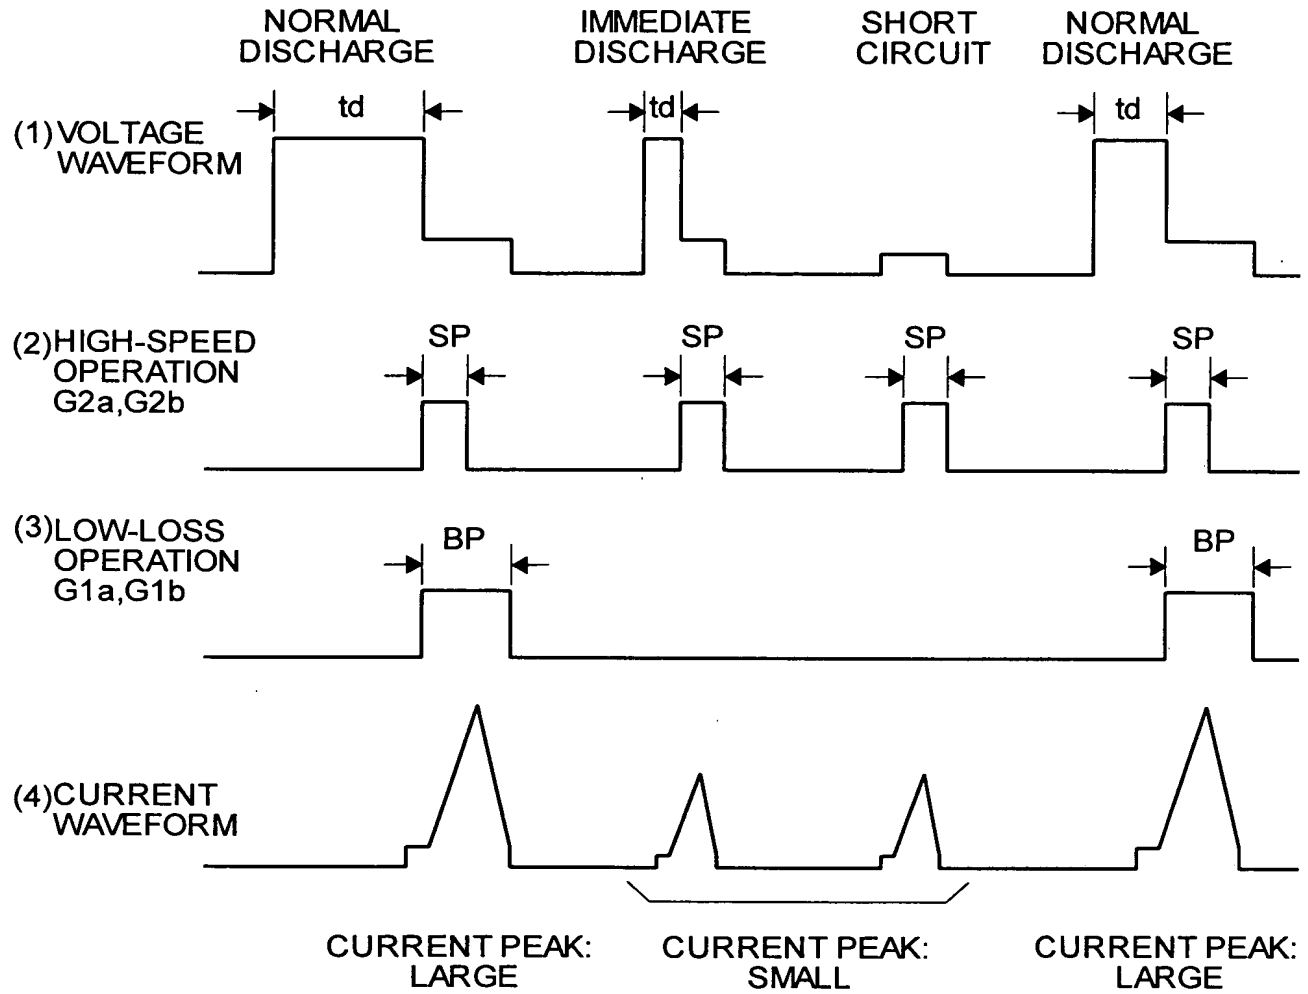 NORMAL
DISCHARGE
IMMEDIATE
DISCHARGE
SHORT
CIRCUIT
NORMAL
DISCHARGE
(1) VOLTAGE
WAVEFORM
td
td
td
(2) HIGH-SPEED
OPERATION
G2a,G2b
SP
SP
SP
SP
(3) LOW-LOSS
OPERATION
G1a,G1b
BP
BP
(4) CURRENT
WAVEFORM
CURRENT PEAK:
LARGE
CURRENT PEAK:
SMALL
CURRENT PEAK:
LARGE